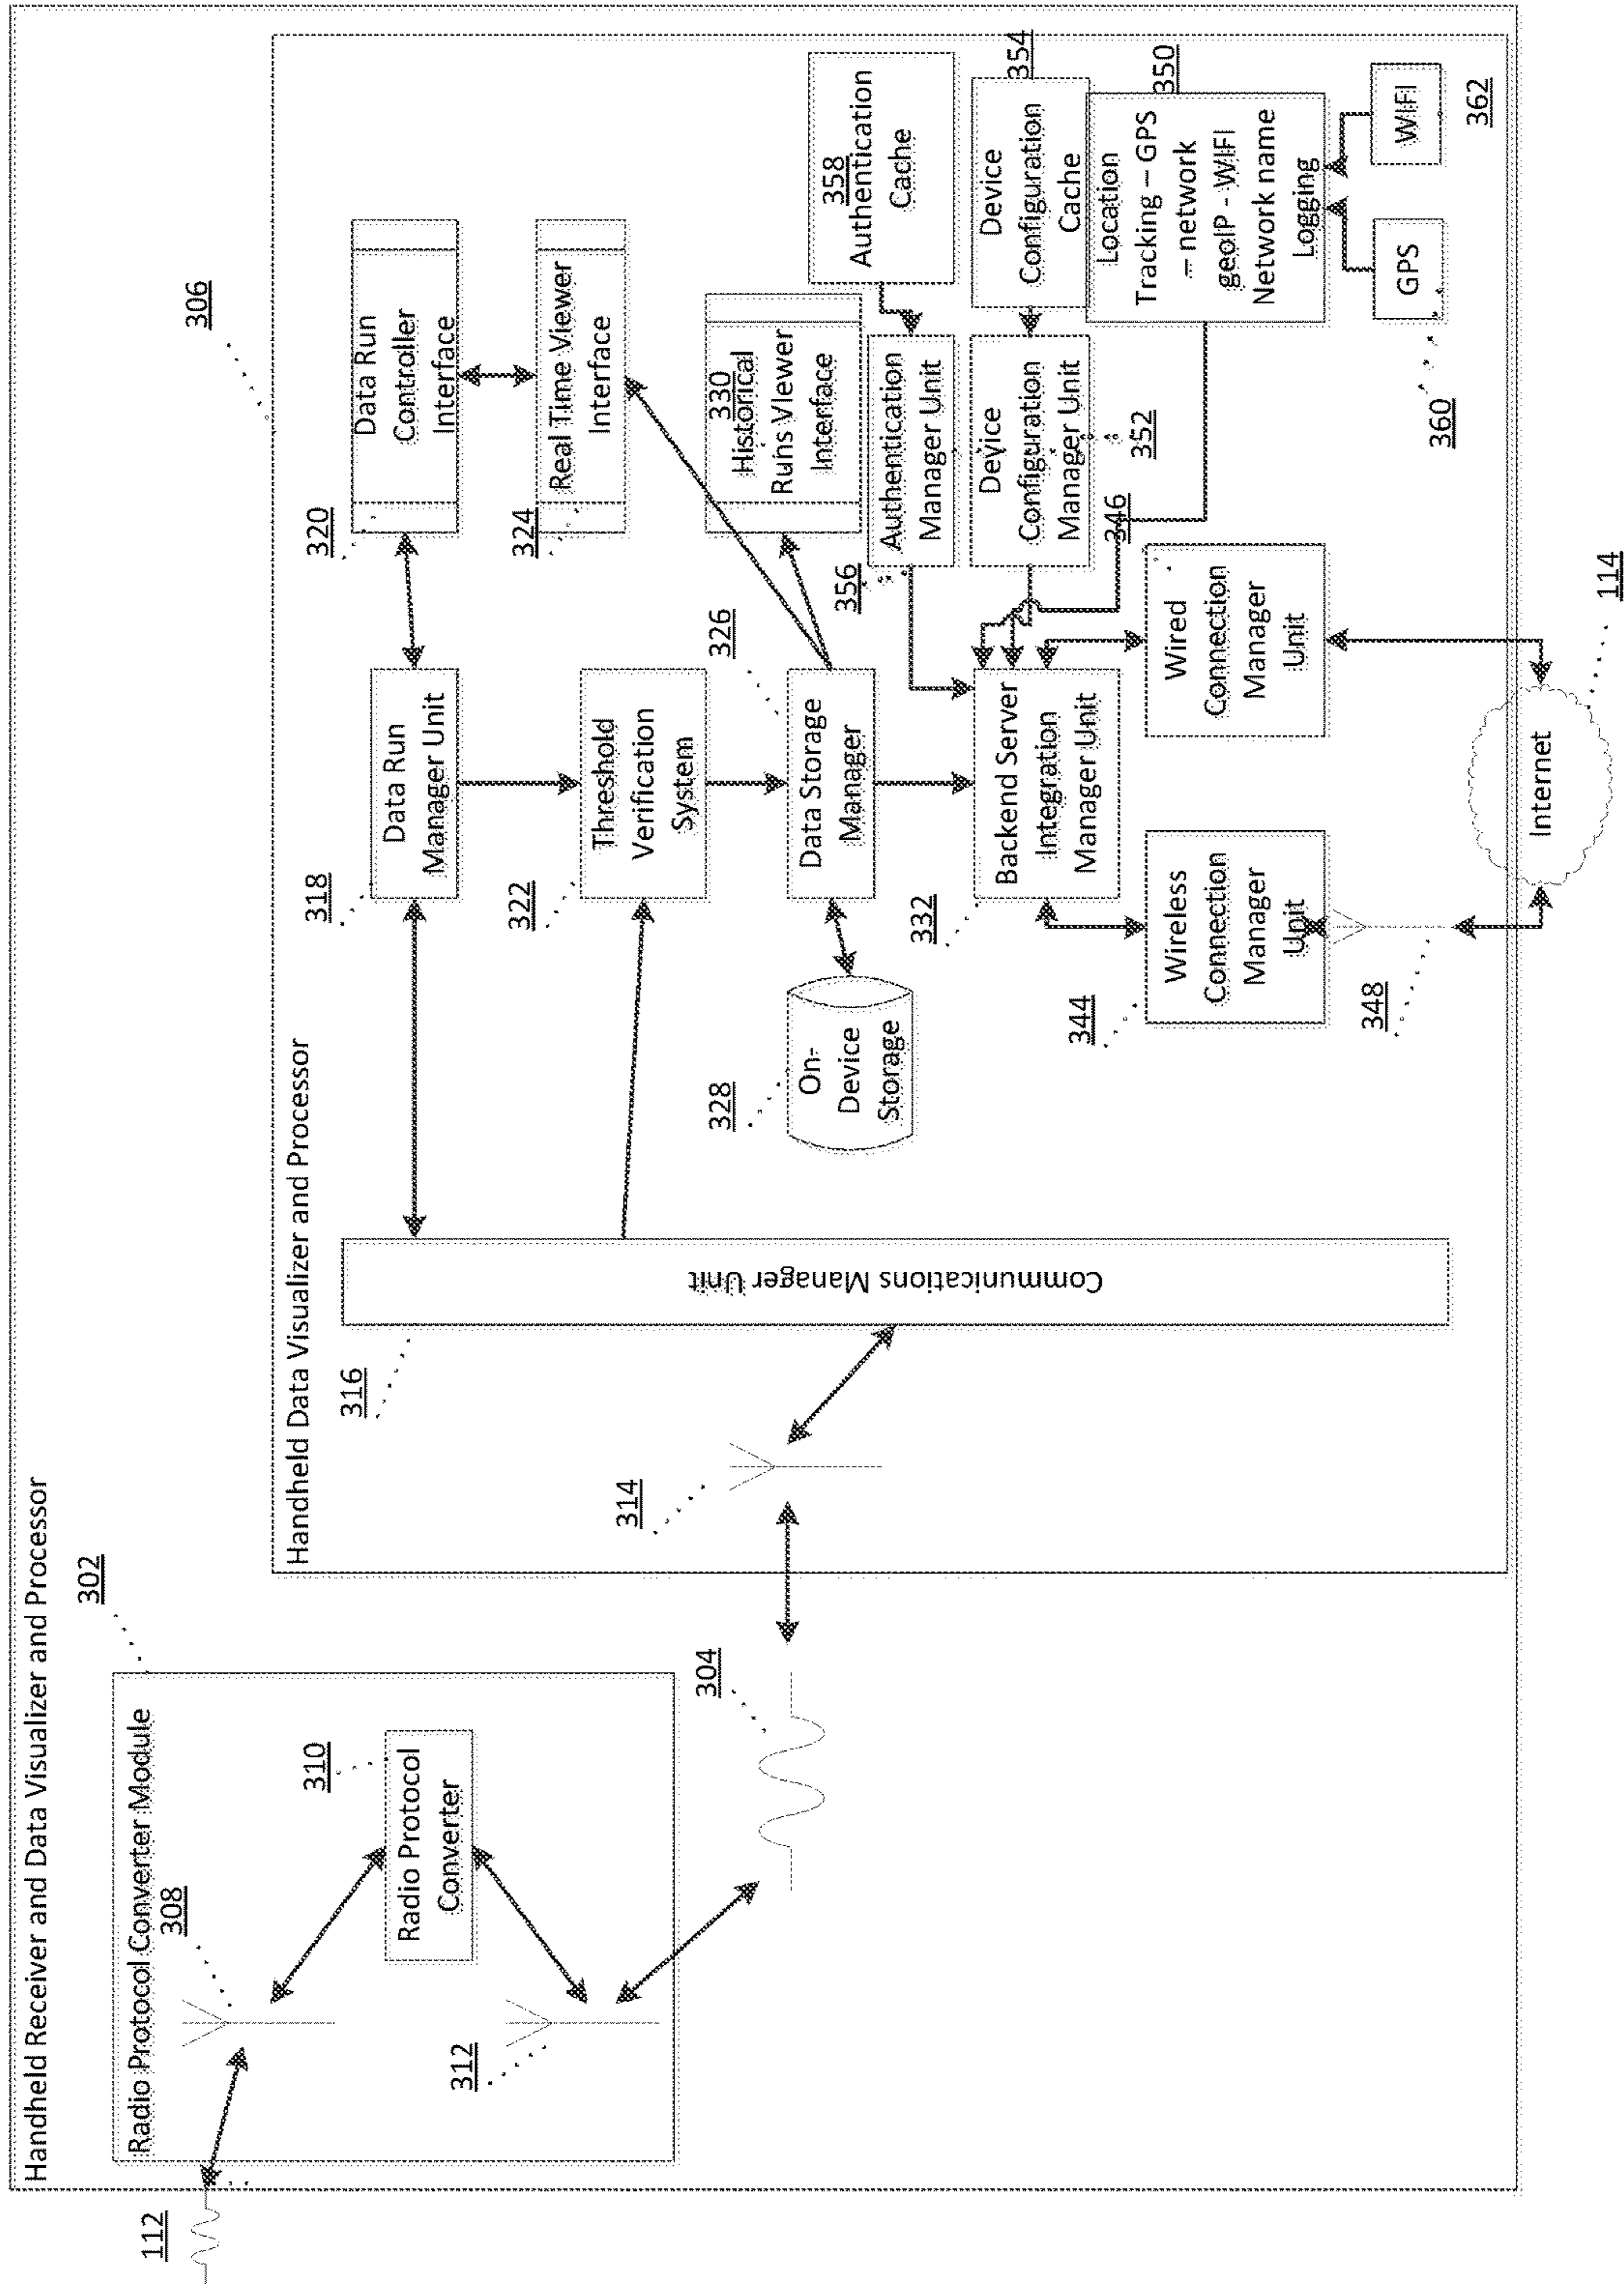 Handheld Receiver and Data Visualizer and Processor
112
302
Radio Protocol Converter Module
308
310
Radio Protocol
Converter
312
304
306
Handheld Data Visualizer and Processor
314
316
Communications Manager Unit
318
Data Run
Manager Unit
320
Data Run
Controller
Interface
322
Threshold
Verification
System
324
Real Time Viewer
Interface
326
Data Storage
Manager
328
On-
Device
Storage
330
Historical
Runs Viewer
Interface
332
Backend Server
Integration
Manager Unit
356
Authentication
Manager Unit
358
Authentication
Cache
Device
Configuration
Manager Unit
352
Device
Configuration
Cache
354
Location
Tracking – GPS
– network
geoIP - WIFI
Network name
Logging
350
344
Wireless
Connection
Manager
Unit
346
Wired
Connection
Manager
Unit
348
GPS
360
WIFI
362
Internet
114